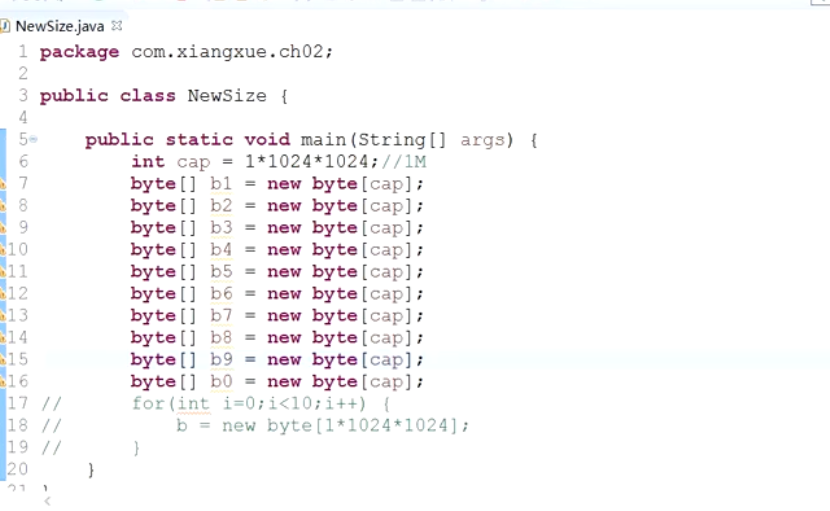 NewSize.java
1 package com.xiangxue.ch02;
2
3 public class NewSize {
4
5 public static void main(String[] args) {
6 int cap = 1*1024*1024;//1M
7 byte[] b1 = new byte[cap];
8 byte[] b2 = new byte[cap];
9 byte[] b3 = new byte[cap];
10 byte[] b4 = new byte[cap];
11 byte[] b5 = new byte[cap];
12 byte[] b6 = new byte[cap];
13 byte[] b7 = new byte[cap];
14 byte[] b8 = new byte[cap];
15 byte[] b9 = new byte[cap];
16 byte[] b0 = new byte[cap];
17 // for(int i=0;i<10;i++) {
18 // b = new byte[1*1024*1024];
19 // }
20 }